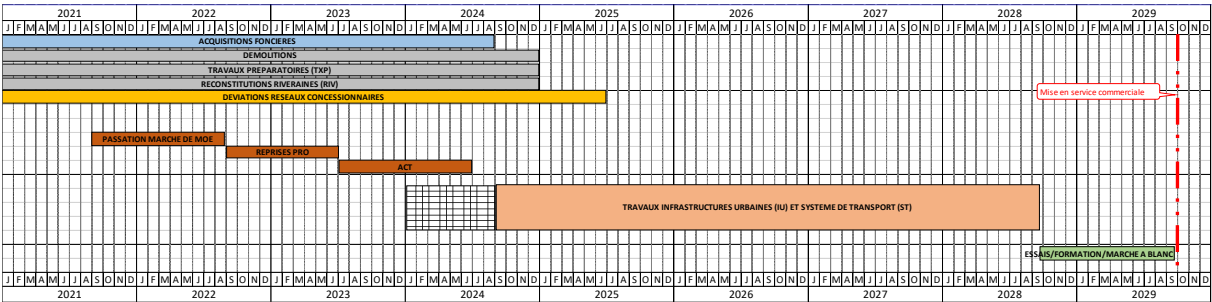 2021 2022 2023 2024 2025 2026 2027 2028 2029
J F M A M J J A S O N D J F M A M J J A S O N D J F M A M J J A S O N D J F M A M J J A S O N D J F M A M J J A S O N D J F M A M J J A S O N D J F M A M J J A S O N D J F M A M J J A S O N D J F M A M J J A S O N D
ACQUISITIONS FONCIERES
DEMOLITIONS
TRAVAUX PREPARATOIRES (TXP)
RECONSTITUTIONS RIVERAINES (RIV)
DEVIATIONS RESEAUX CONCESSIONNAIRES
Mise en service commerciale
PASSATION MARCHE DE MOE
REPRISES PRO
ACT
TRAVAUX INFRASTRUCTURES URBAINES (IU) ET SYSTEME DE TRANSPORT (ST)
ESSAIS/FORMATION/MARCHE A BLANC
J F M A M J J A S O N D J F M A M J J A S O N D J F M A M J J A S O N D J F M A M J J A S O N D J F M A M J J A S O N D J F M A M J J A S O N D J F M A M J J A S O N D J F M A M J J A S O N D J F M A M J J A S O N D
2021 2022 2023 2024 2025 2026 2027 2028 2029